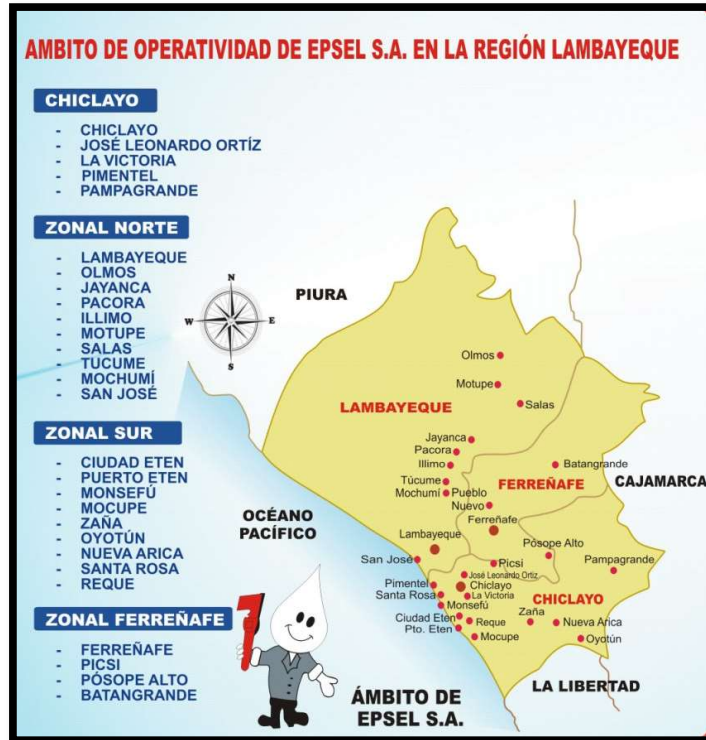 AMBITO DE OPERATIVIDAD DE EPSEL S.A. EN LA REGIÓN LAMBAYEQUE
CHICLAYO
- CHICLAYO
- JOSÉ LEONARDO ORTÍZ
- LA VICTORIA
- PIMENTEL
- PAMPAGRANDE
ZONAL NORTE
- LAMBAYEQUE
- OLMOS
- JAYANCA
- PACORA
- ILLIMO
- MOTUPE
- SALAS
- TÚCUME
- MOCHUMÍ
- SAN JOSÉ
ZONAL SUR
- CIUDAD ETEN
- PUERTO ETEN
- MONSEFÚ
- MOCUPE
- ZAÑA
- OYOTÚN
- NUEVA ARICA
- SANTA ROSA
- REQUE
ZONAL FERREÑAFE
- FERREÑAFE
- PICSI
- PÓSOPE ALTO
- BATANGRANDE
N
W E
S
PIURA
Olmos
Motupe
Salas
LAMBAYEQUE
Jayanca
Pacora
Illimo
Batangrande
FERREÑAFE
CAJAMARCA
Túcume
Mochumí
Pueblo
Nuevo
OCÉANO
PACÍFICO
Ferreñafe
Lambayeque
Pósope Alto
San José
Picsi
Pampagrande
José Leonardo Ortiz
Pimentel
Chiclayo
Santa Rosa
La Victoria
Monsefú
CHICLAYO
Ciudad Eten
Reque
Zaña
Nueva Arica
Pto. Eten
Mocupe
Oyotún
LA LIBERTAD
ÁMBITO DE
EPSEL S.A.